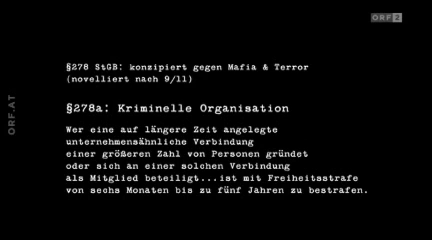 ORF 2
§278 StGB: konzipiert gegen Mafia & Terror
(novelliert nach 9/11)
§278a: Kriminelle Organisation
Wer eine auf längere Zeit angelegte
unternehmensähnliche Verbindung
einer größeren Zahl von Personen gründet
oder sich an einer solchen Verbindung
als Mitglied beteiligt...ist mit Freiheitsstrafe
von sechs Monaten bis zu fünf Jahren zu bestrafen.
ORF.AT